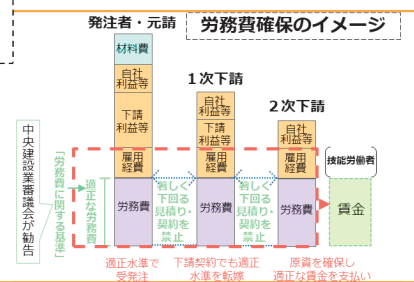 労務費確保のイメージ
発注者・元請
材料費
自社
利益等
下請
利益等
雇用
経費
労務費
1次下請
自社
利益等
下請
利益等
雇用
経費
労務費
2次下請
自社
利益等
雇用
経費
労務費
技能労働者
賃金
中央建設業審議会が勧告
「労務費に関する基準」
適正な労務費
著しく
下回る
見積り・
契約を
禁止
著しく
下回る
見積り・
契約を
禁止
適正水準で
受発注
下請契約でも適正
水準を転嫁
原資を確保し
適正な賃金を支払い